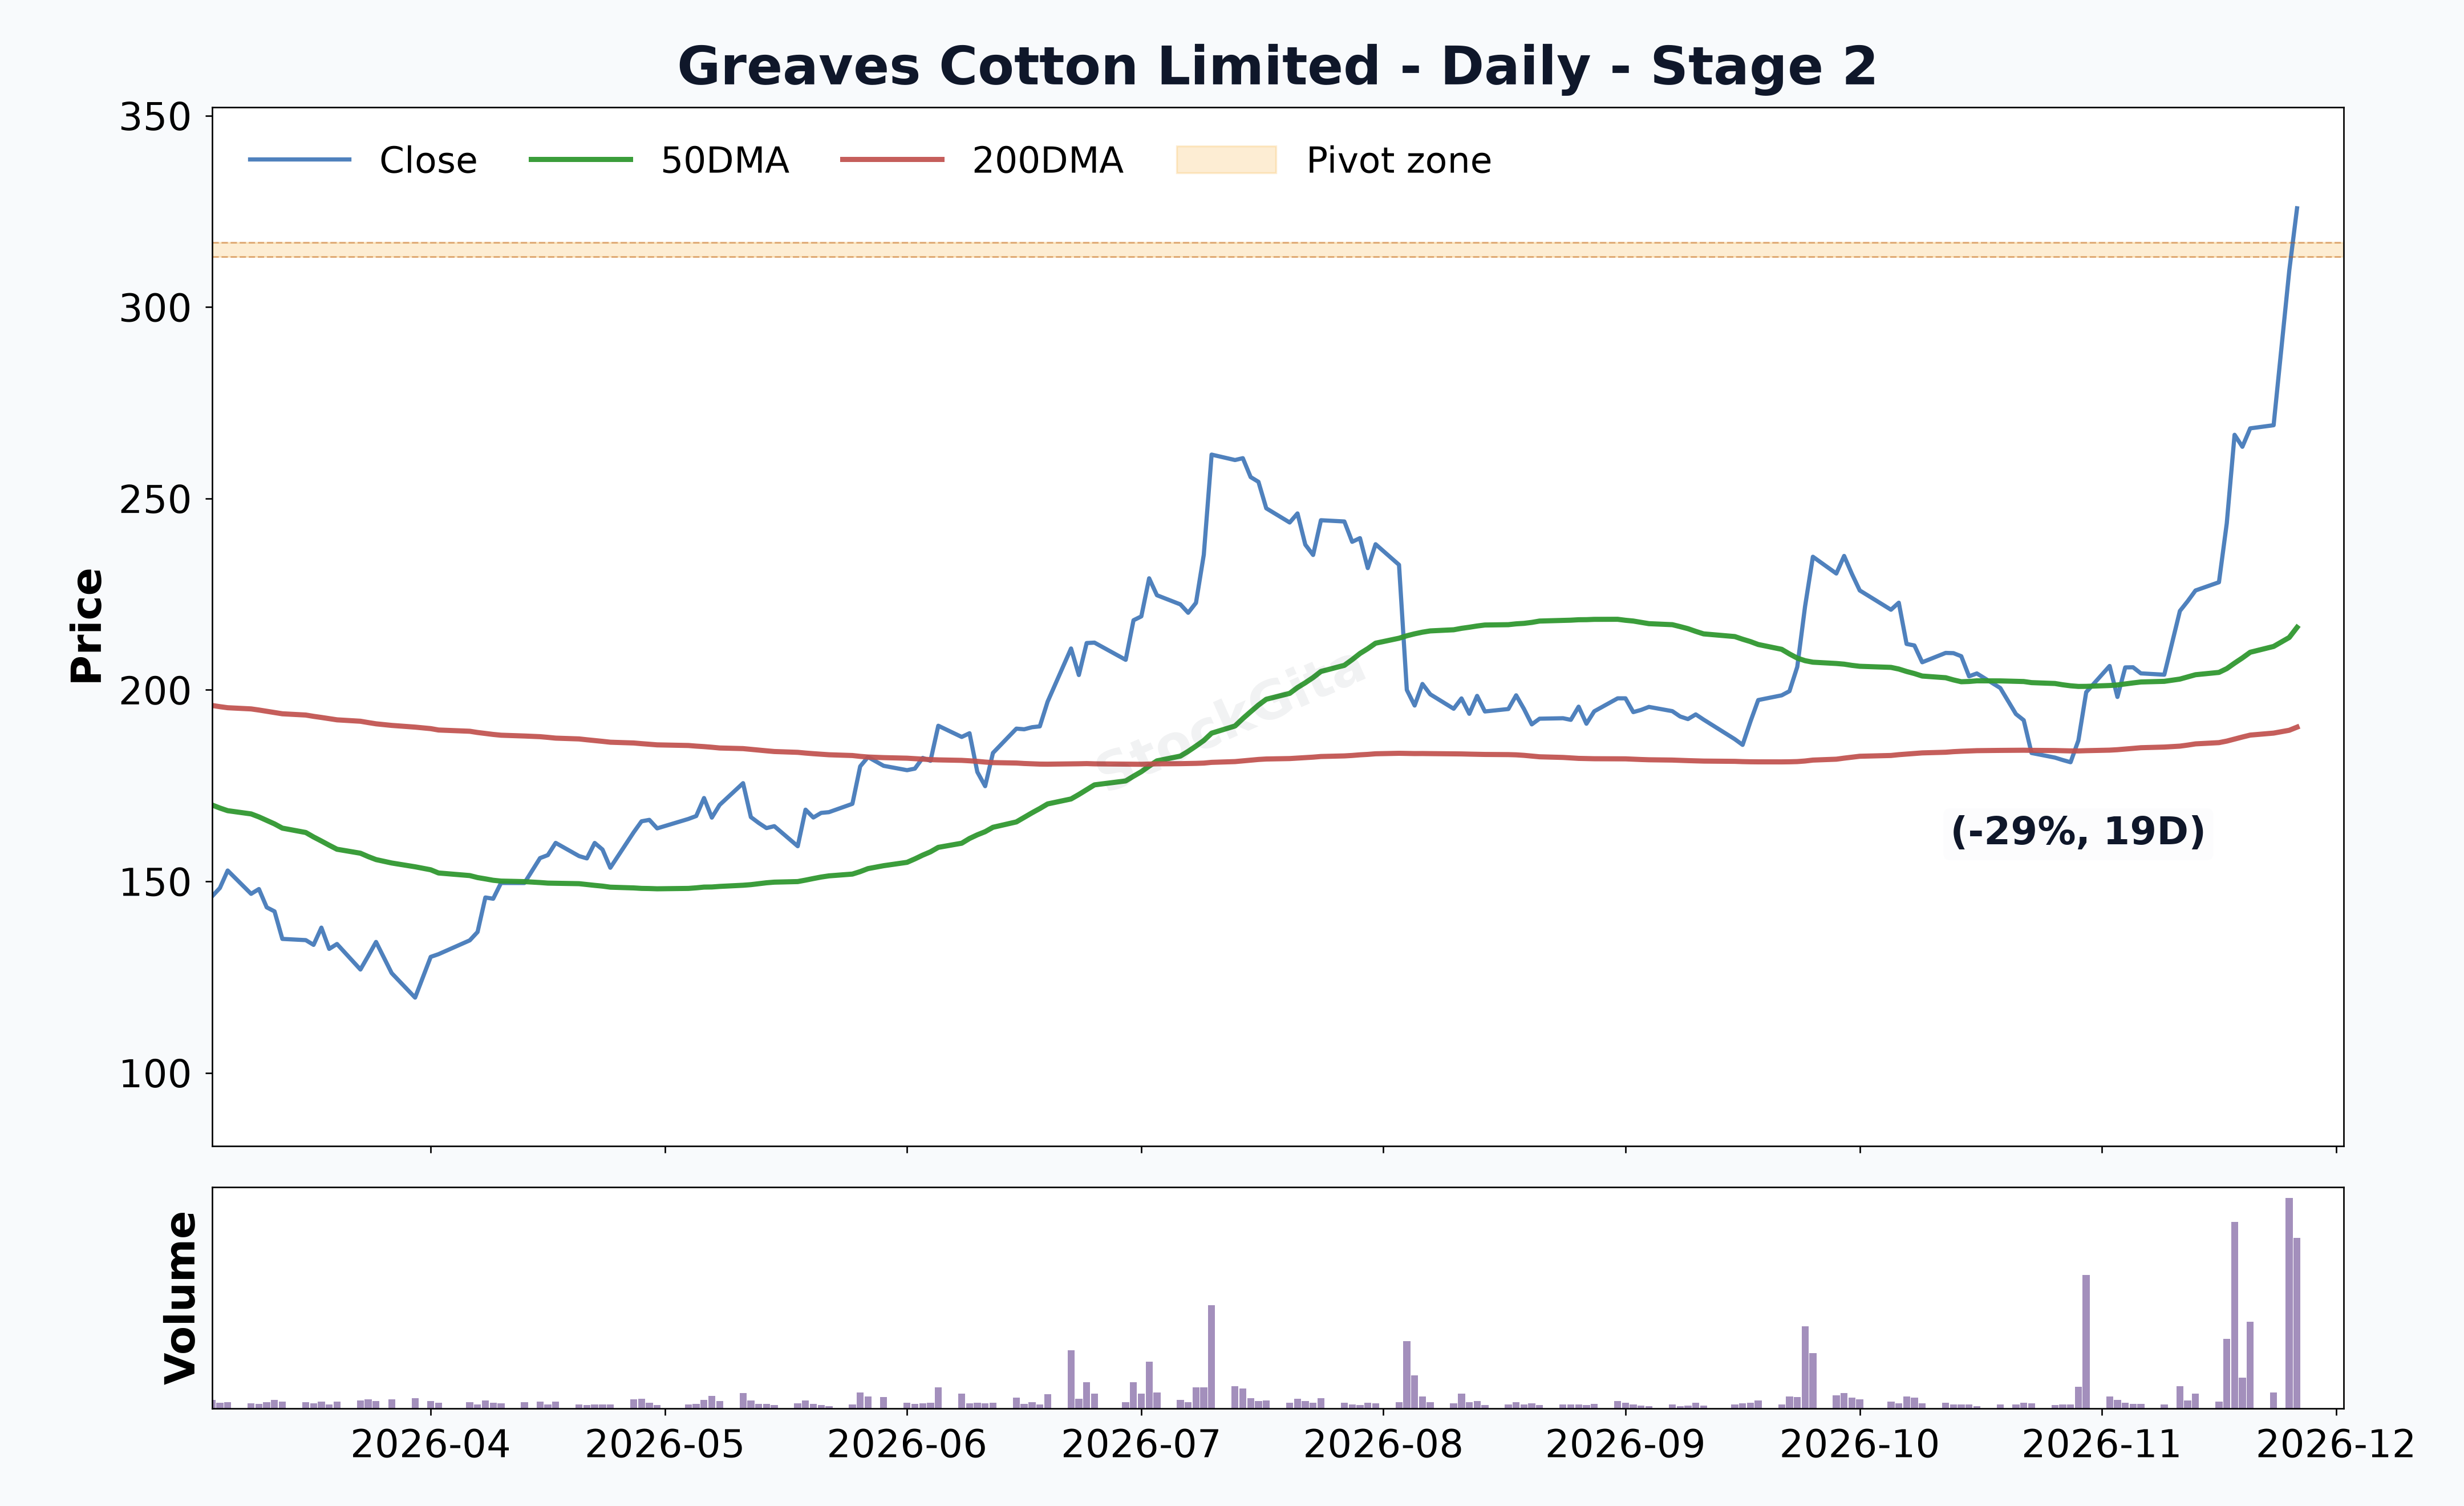 Greaves Cotton Limited - Daily - Stage 2
Close 50DMA 200DMA Pivot zone
Price
350
300
250
200
150
100
StockGita
(-29%, 19D)
Volume
2026-04 2026-05 2026-06 2026-07 2026-08 2026-09 2026-10 2026-11 2026-12